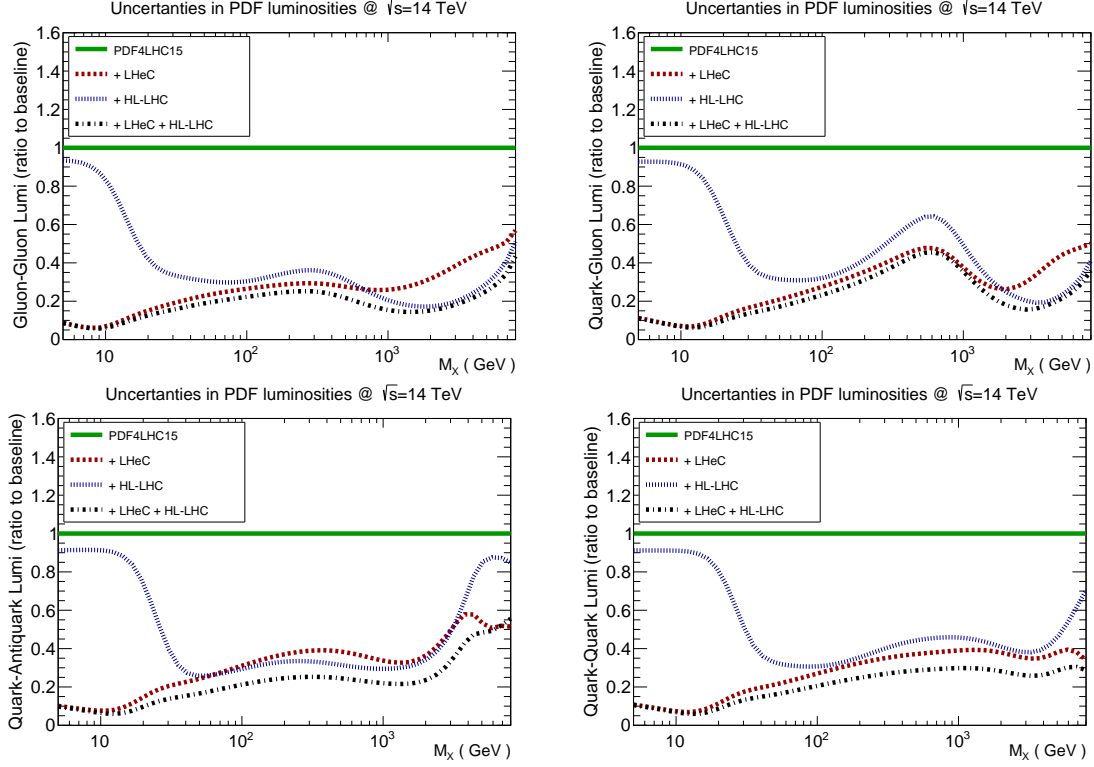 Uncertanties in PDF luminosities @ √s=14 TeV
Gluon-Gluon Lumi (ratio to baseline)
1.6
1.4
1.2
1
0.8
0.6
0.4
0.2
0
PDF4LHC15
+ LHeC
+ HL-LHC
+ LHeC + HL-LHC
10
10²
10³
M_X ( GeV )
Uncertanties in PDF luminosities @ √s=14 TeV
Quark-Gluon Lumi (ratio to baseline)
1.6
1.4
1.2
1
0.8
0.6
0.4
0.2
0
PDF4LHC15
+ LHeC
+ HL-LHC
+ LHeC + HL-LHC
10
10²
10³
M_X ( GeV )
Uncertanties in PDF luminosities @ √s=14 TeV
Quark-Antiquark Lumi (ratio to baseline)
1.6
1.4
1.2
1
0.8
0.6
0.4
0.2
0
PDF4LHC15
+ LHeC
+ HL-LHC
+ LHeC + HL-LHC
10
10²
10³
M_X ( GeV )
Uncertanties in PDF luminosities @ √s=14 TeV
Quark-Quark Lumi (ratio to baseline)
1.6
1.4
1.2
1
0.8
0.6
0.4
0.2
0
PDF4LHC15
+ LHeC
+ HL-LHC
+ LHeC + HL-LHC
10
10²
10³
M_X ( GeV )